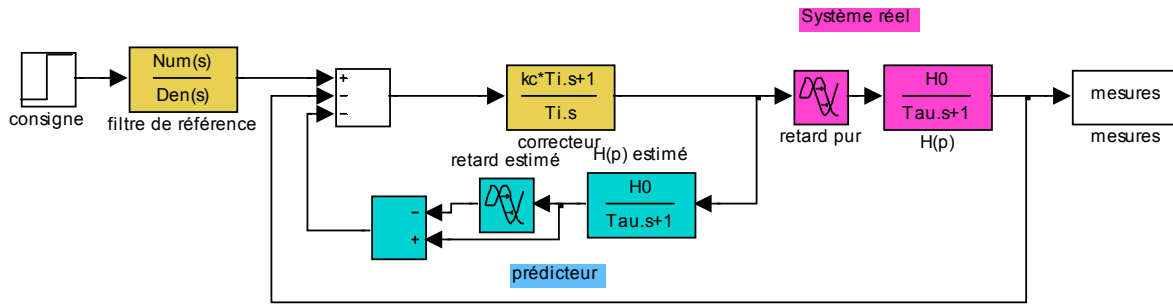 Système réel
Num(s)
Den(s)
+
−
−
kc*Ti.s+1
Ti.s
H0
Tau.s+1
mesures
consigne
filtre de référence
correcteur
retard pur
H(p)
mesures
retard estimé
H(p) estimé
−
+
H0
Tau.s+1
prédicteur